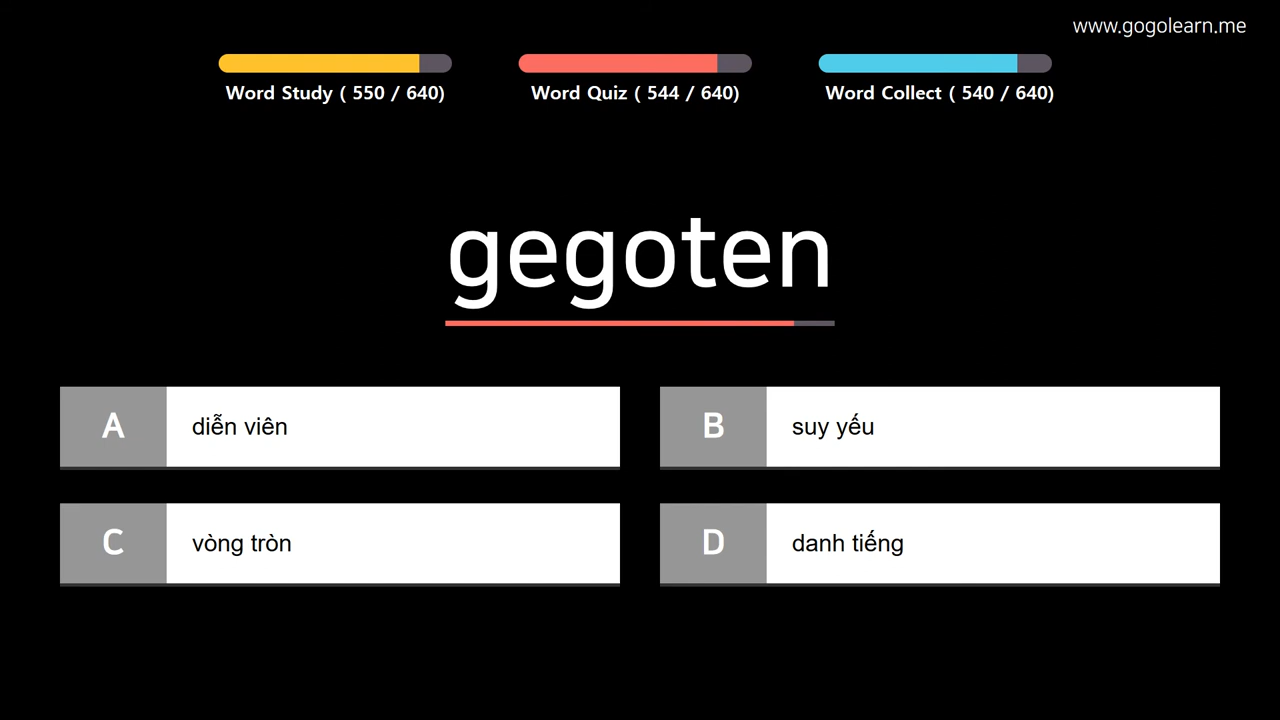 www.gogolearn.me
Word Study ( 550 / 640)
Word Quiz ( 544 / 640)
Word Collect ( 540 / 640)
gegoten
A diễn viên
B suy yếu
C vòng tròn
D danh tiếng